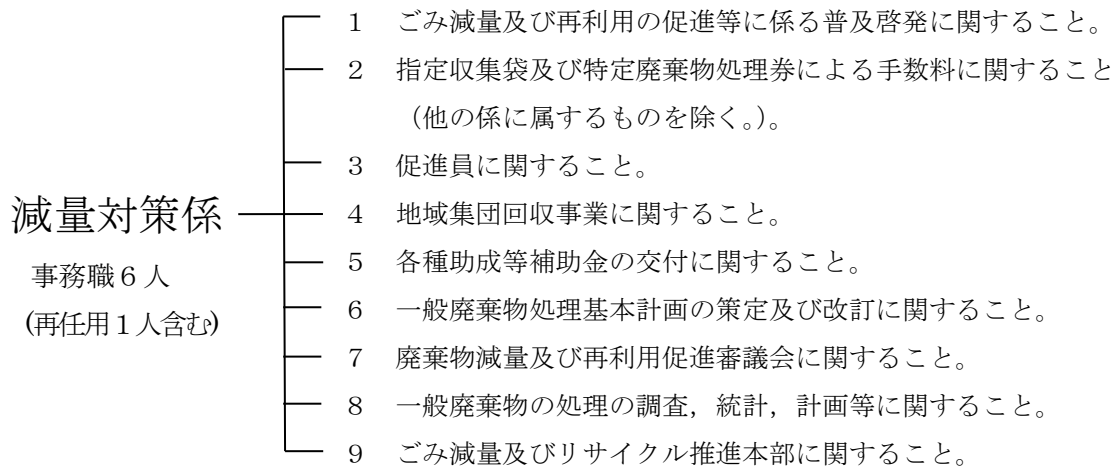 減量対策係
事務職6人
(再任用1人含む)
1 ごみ減量及び再利用の促進等に係る普及啓発に関すること。
2 指定収集袋及び特定廃棄物処理券による手数料に関すること
(他の係に属するものを除く。)。
3 促進員に関すること。
4 地域集団回収事業に関すること。
5 各種助成等補助金の交付に関すること。
6 一般廃棄物処理基本計画の策定及び改訂に関すること。
7 廃棄物減量及び再利用促進審議会に関すること。
8 一般廃棄物の処理の調査,統計,計画等に関すること。
9 ごみ減量及びリサイクル推進本部に関すること。